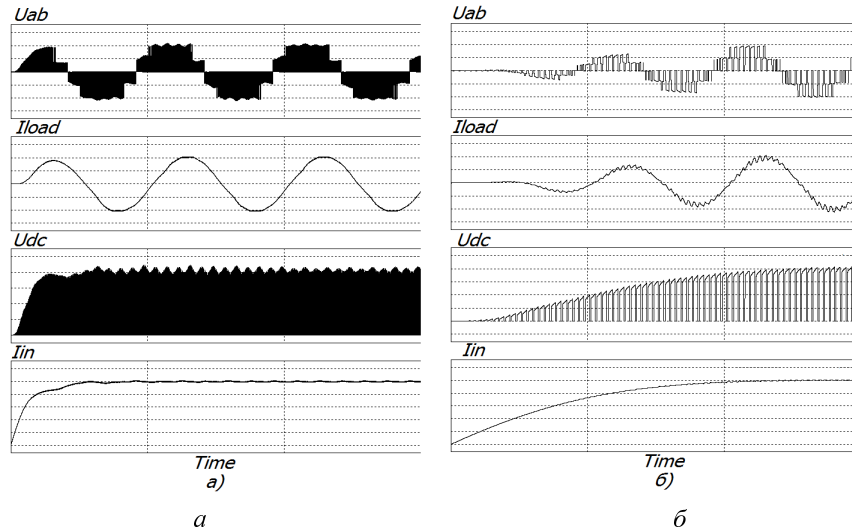 Uab
Iload
Udc
Iin
Time
а)
Uab
Iload
Udc
Iin
Time
б)
а
б